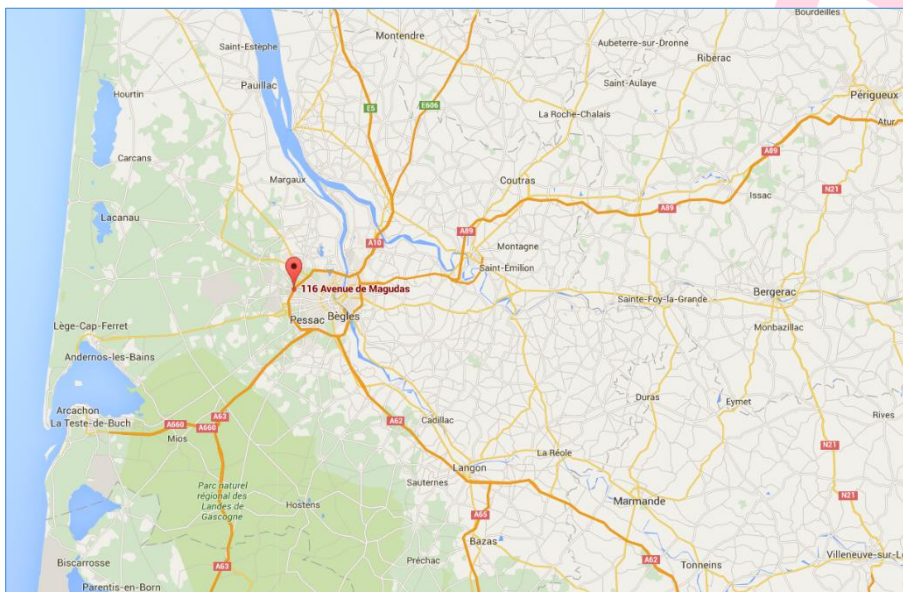 Bourdeilles
Montendre
Saint-Estèphe
Aubeterre-sur-Dronne
Riberac
Pauillac
Saint-Aulaye
Hourtin
Périgueux
E5
E606
La Roche-Chalais
Atur
Carcans
A89
Margaux
Coutras
Issac
N21
Lacanau
A89
A89
A10
Montagne
Saint-Émilion
116 Avenue de Magudas
Bergerac
Sainte-Foy-la-Grande
Pessac
Bègles
Lège-Cap-Ferret
Monbazillac
Andernos-les-Bains
Duras
Eymet
Arcachon
La Teste-de-Buch
A660
A63
A660
Mios
A62
Cadillac
Rives
N21
La Réole
Langon
Sauternes
Parc naturel
régional des
Landes de
Gascogne
Hostens
Marmande
N21
A65
Bazas
Biscarrosse
Préchac
A63
A62
Tonneins
Villeneuve-sur-Lo
Parentis-en-Born